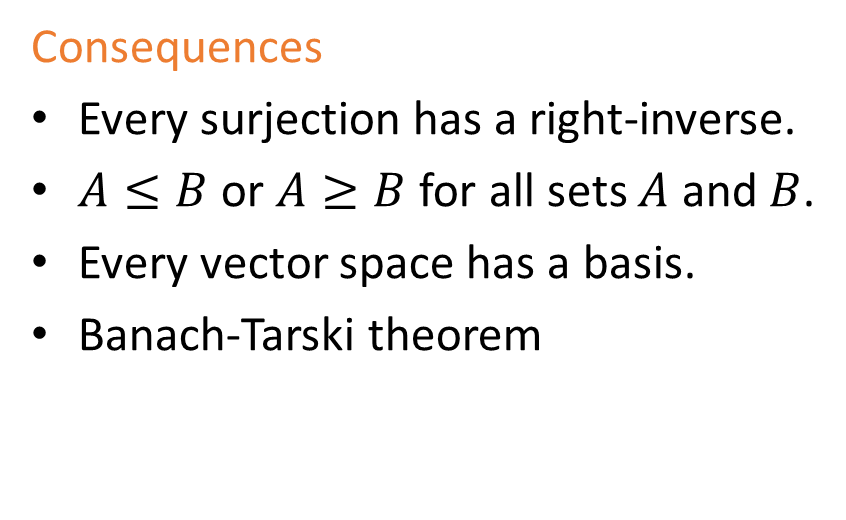 Consequences
• Every surjection has a right-inverse.
• A ≤ B or A ≥ B for all sets A and B.
• Every vector space has a basis.
• Banach-Tarski theorem